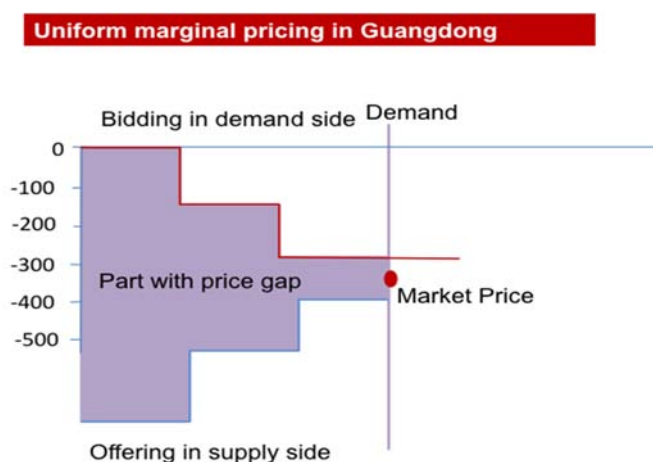 Uniform marginal pricing in Guangdong
Demand
Bidding in demand side
0
-100
-200
-300
Part with price gap
-400
Market Price
-500
Offering in supply side